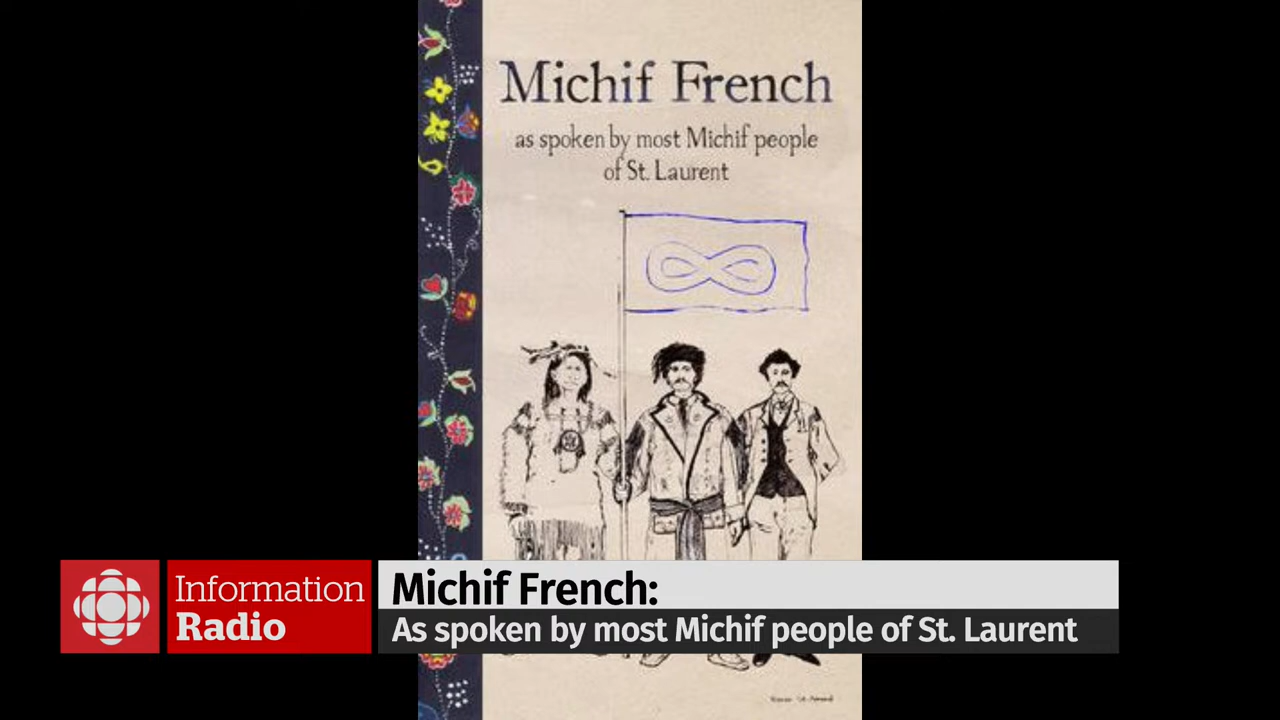 Michif French
as spoken by most Michif people
of St. Laurent
Information
Radio
Michif French:
As spoken by most Michif people of St. Laurent